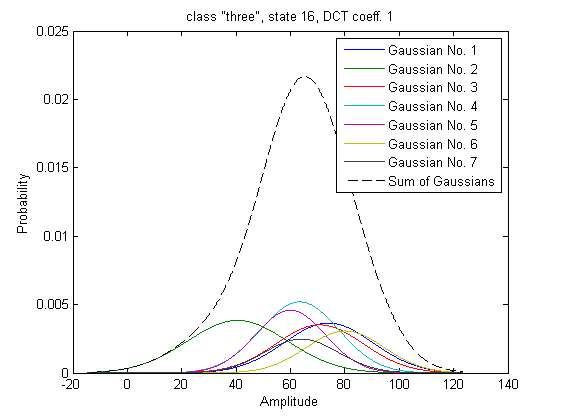 class "three", state 16, DCT coeff. 1
0.025
0.02
0.015
0.01
0.005
0
Probability
Gaussian No. 1
Gaussian No. 2
Gaussian No. 3
Gaussian No. 4
Gaussian No. 5
Gaussian No. 6
Gaussian No. 7
Sum of Gaussians
-20 0 20 40 60 80 100 120 140
Amplitude